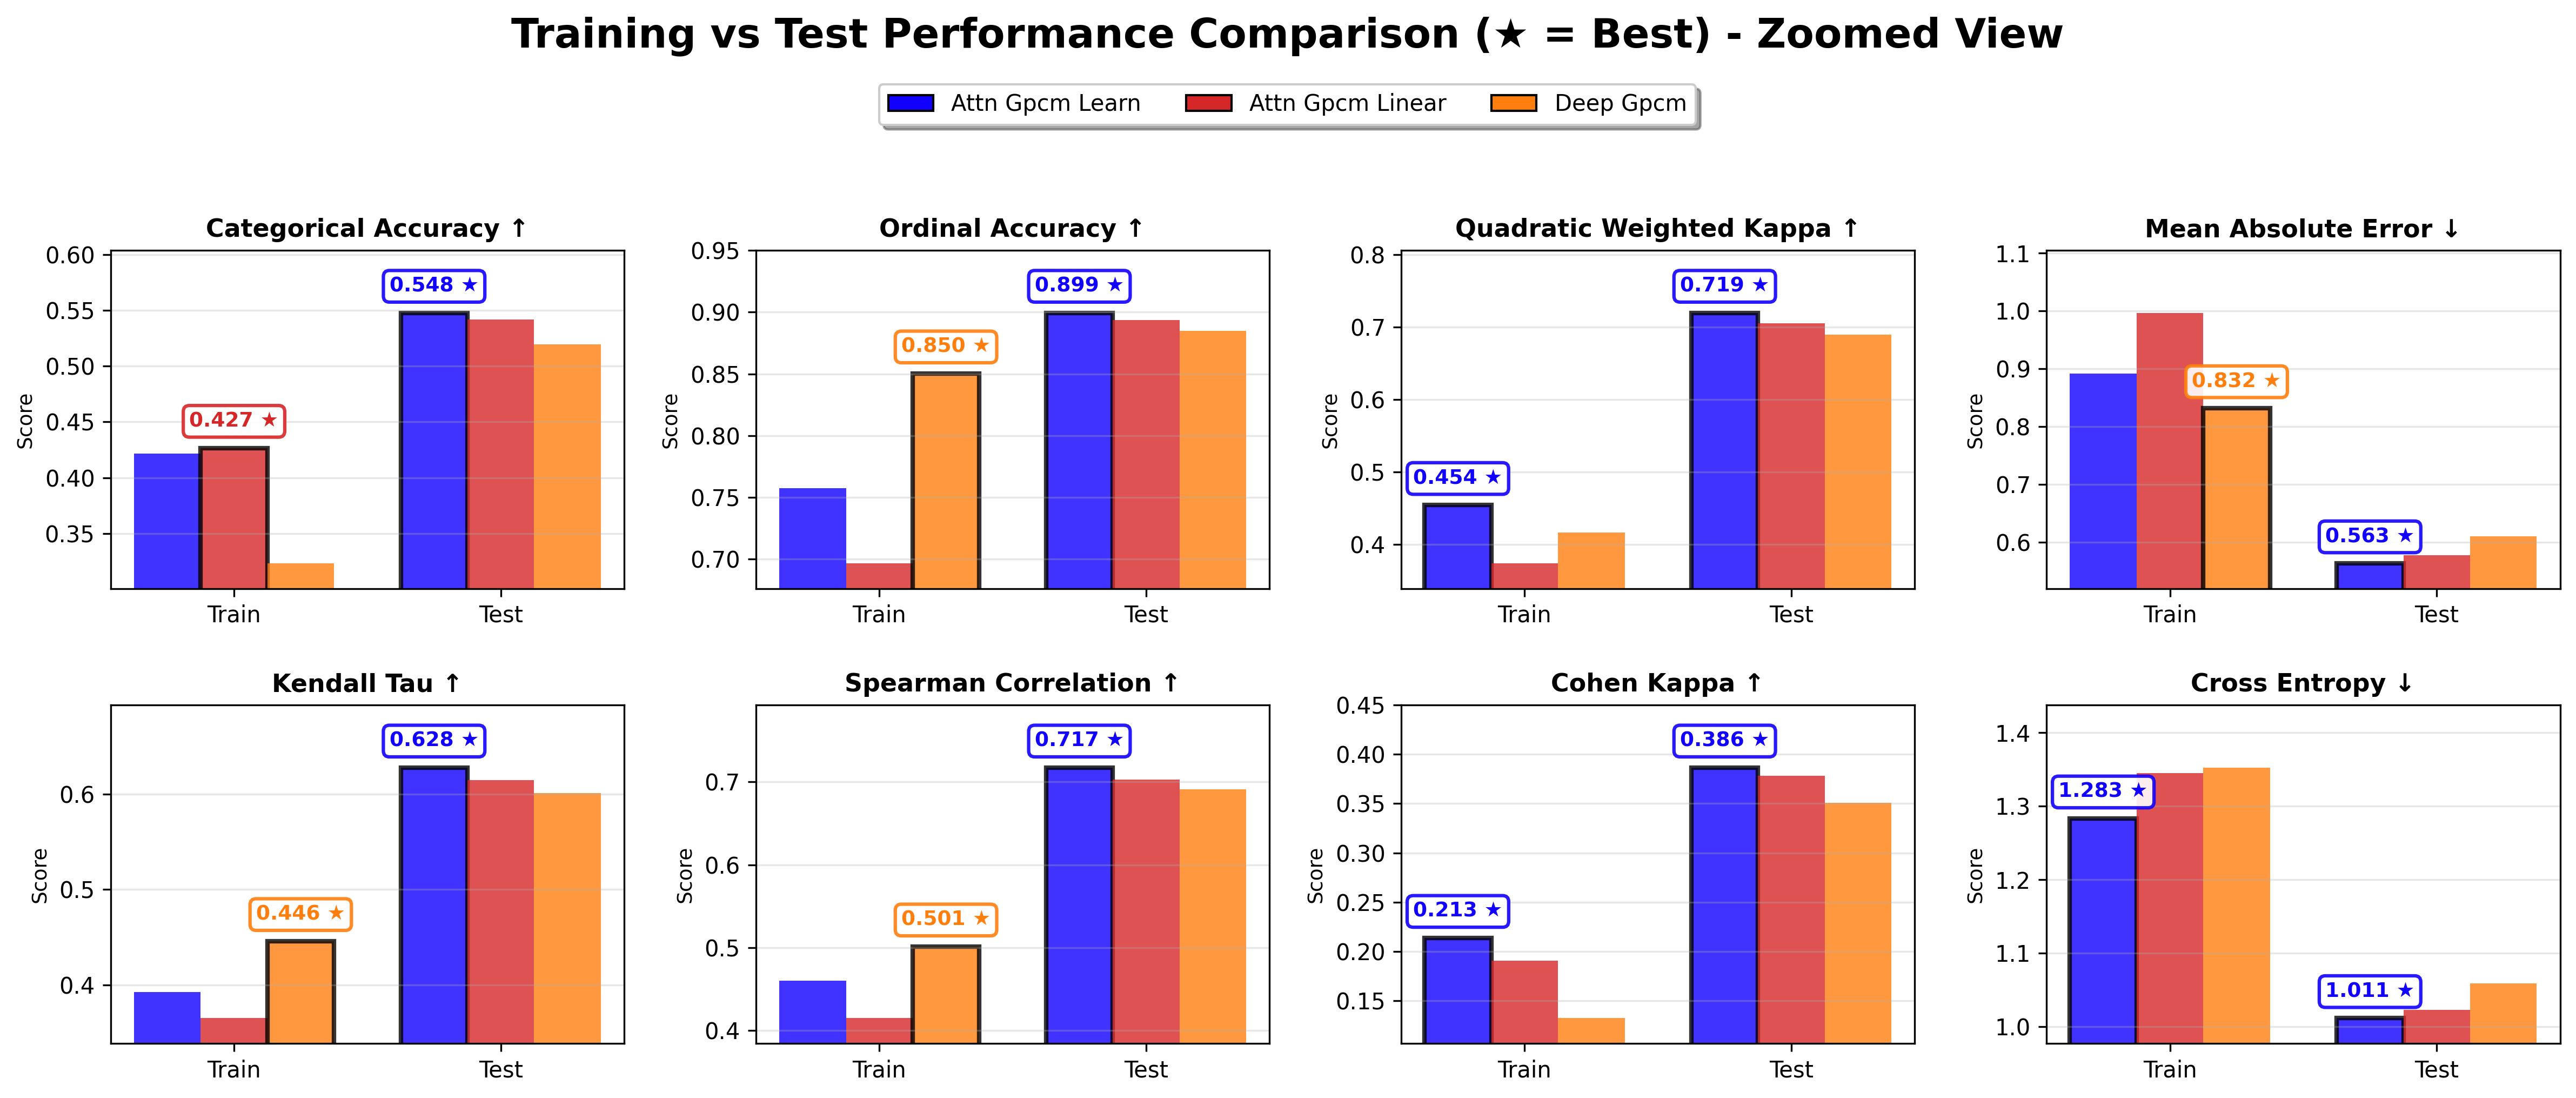 Training vs Test Performance Comparison (★ = Best) - Zoomed View
Attn Gpcm Learn
Attn Gpcm Linear
Deep Gpcm
Categorical Accuracy ↑
Score
0.60
0.55
0.50
0.45
0.40
0.35
0.427 ★
0.548 ★
Train
Test
Ordinal Accuracy ↑
Score
0.95
0.90
0.85
0.80
0.75
0.70
0.850 ★
0.899 ★
Train
Test
Quadratic Weighted Kappa ↑
Score
0.8
0.7
0.6
0.5
0.4
0.454 ★
0.719 ★
Train
Test
Mean Absolute Error ↓
Score
1.1
1.0
0.9
0.8
0.7
0.6
0.832 ★
0.563 ★
Train
Test
Kendall Tau ↑
Score
0.6
0.5
0.4
0.446 ★
0.628 ★
Train
Test
Spearman Correlation ↑
Score
0.7
0.6
0.5
0.4
0.501 ★
0.717 ★
Train
Test
Cohen Kappa ↑
Score
0.45
0.40
0.35
0.30
0.25
0.20
0.15
0.213 ★
0.386 ★
Train
Test
Cross Entropy ↓
Score
1.4
1.3
1.2
1.1
1.0
1.283 ★
1.011 ★
Train
Test